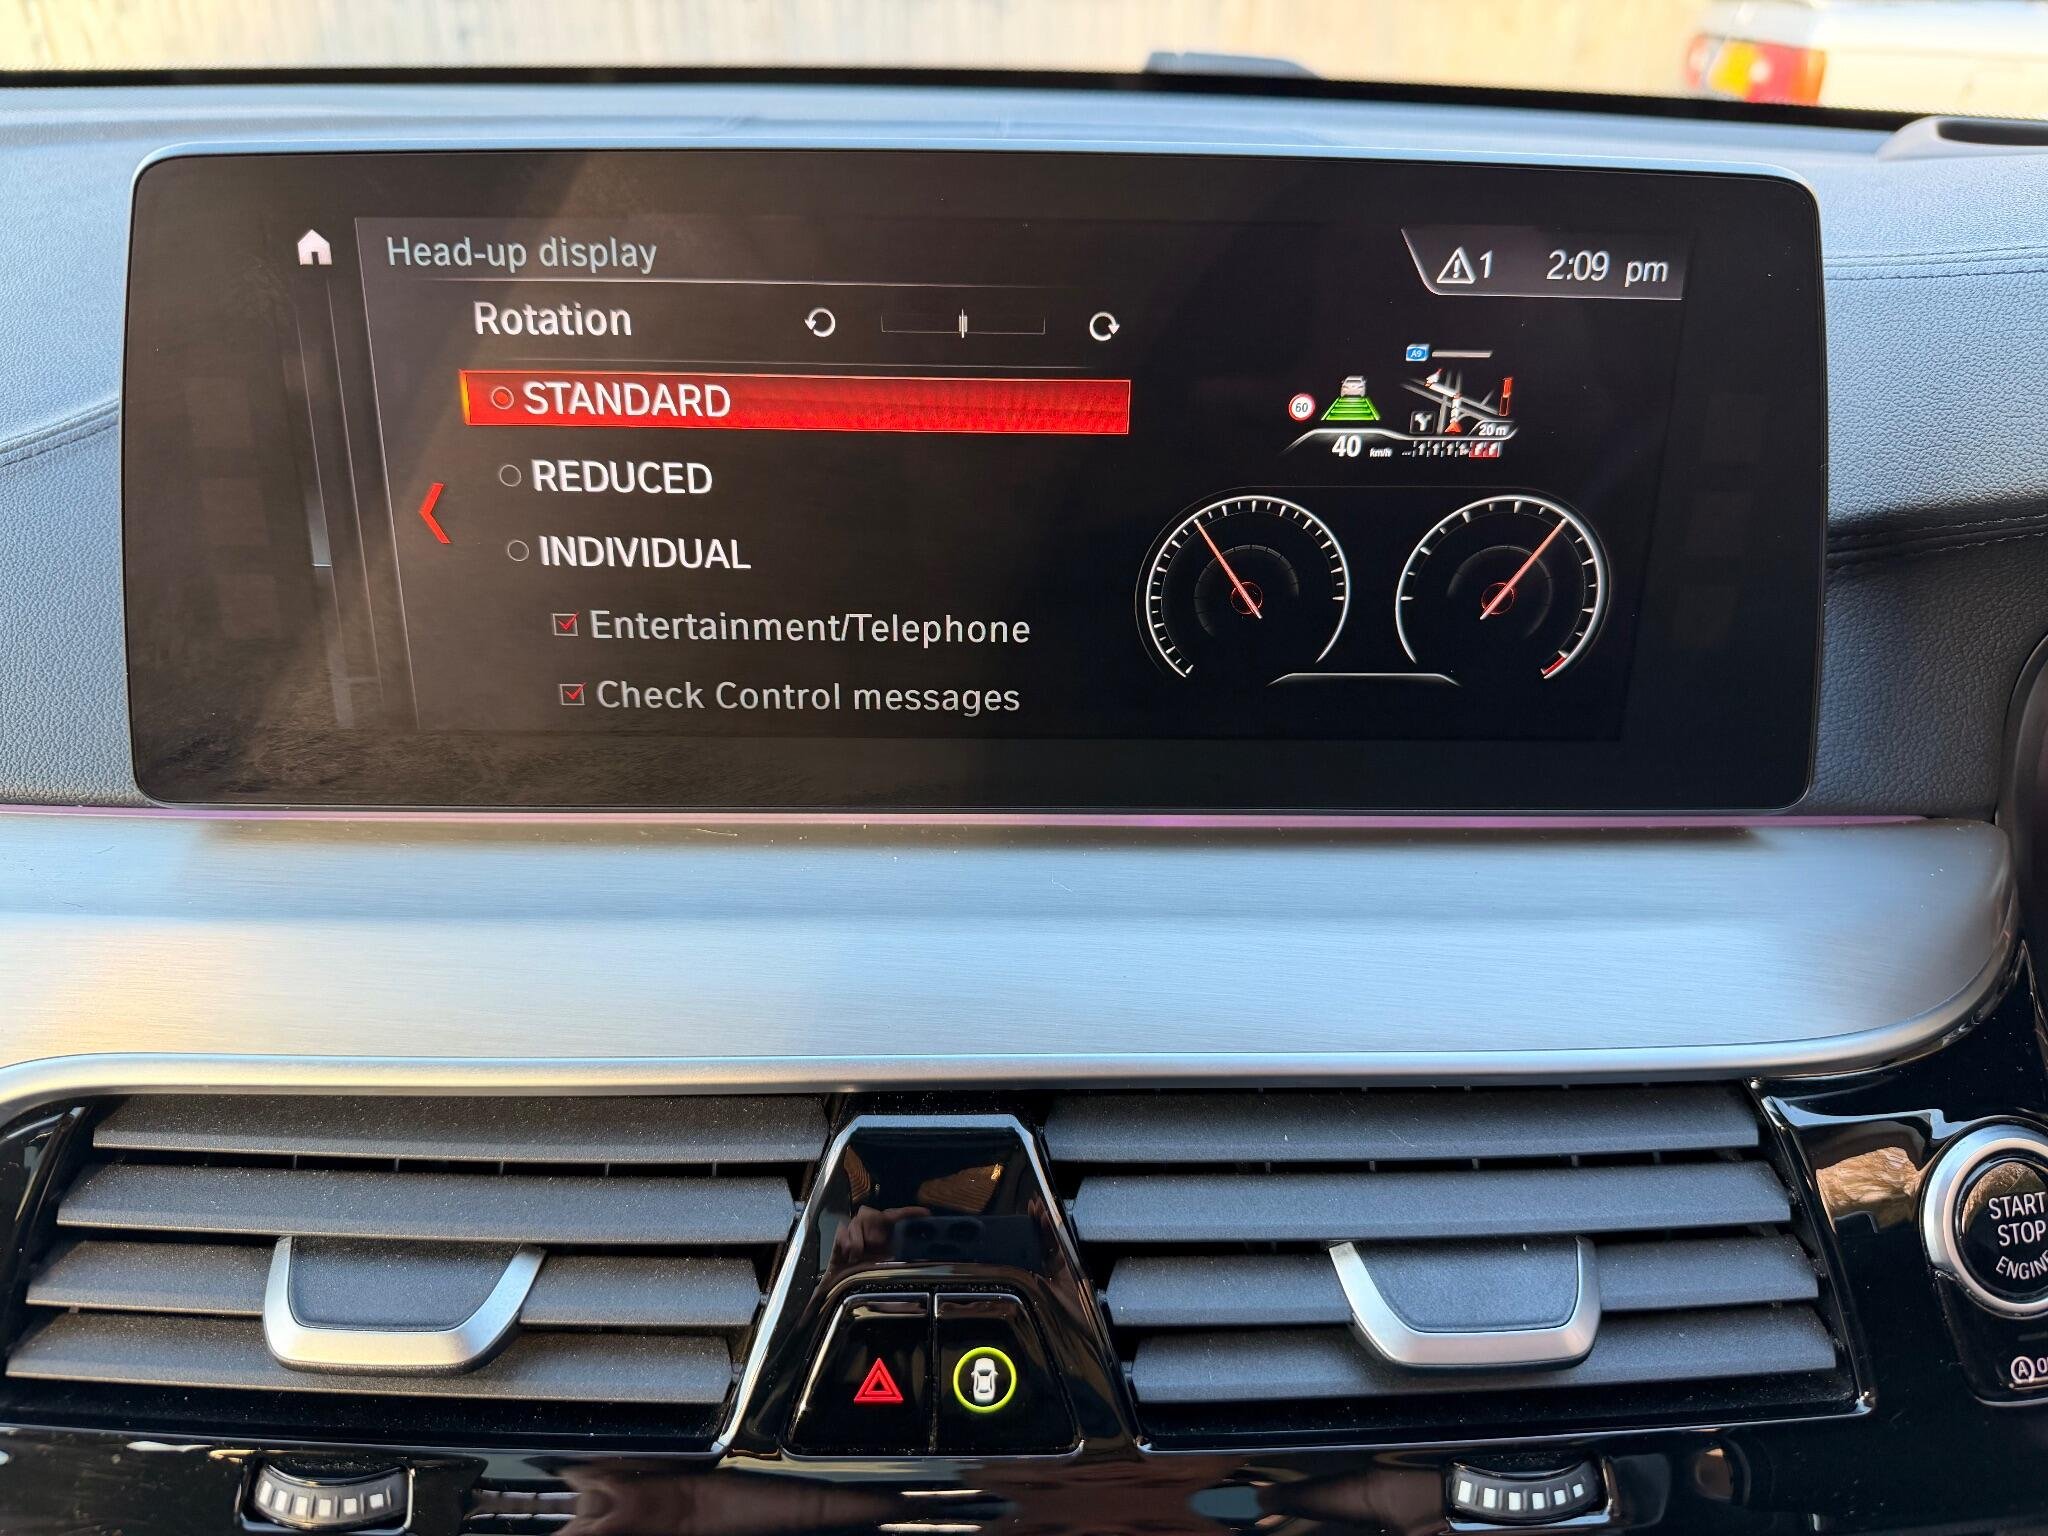 Head-up display
1 2:09 pm
Rotation
STANDARD
REDUCED
INDIVIDUAL
Entertainment/Telephone
Check Control messages
A9
60
20 m
40 km/h
START
STOP
ENGINE
A